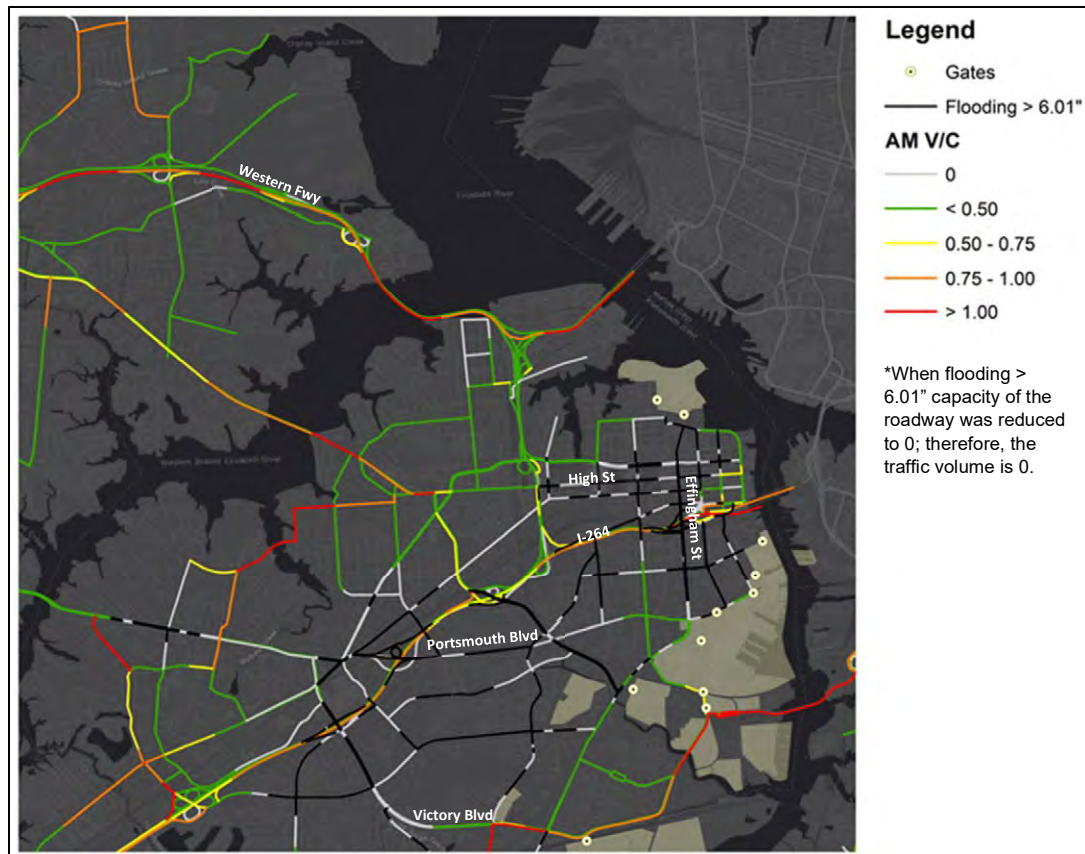 Legend
Gates
Flooding > 6.01"
AM V/C
0
< 0.50
0.50 - 0.75
0.75 - 1.00
> 1.00
*When flooding >
6.01" capacity of the
roadway was reduced
to 0; therefore, the
traffic volume is 0.
Western Fwy
Elizabeth River
High St
Effingham St
I-264
Portsmouth Blvd
Victory Blvd